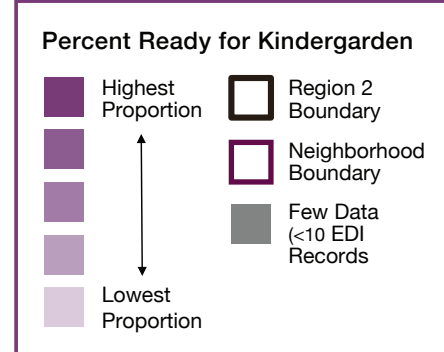 Percent Ready for Kindergarden
Highest
Proportion
Lowest
Proportion
Region 2
Boundary
Neighborhood
Boundary
Few Data
(<10 EDI
Records